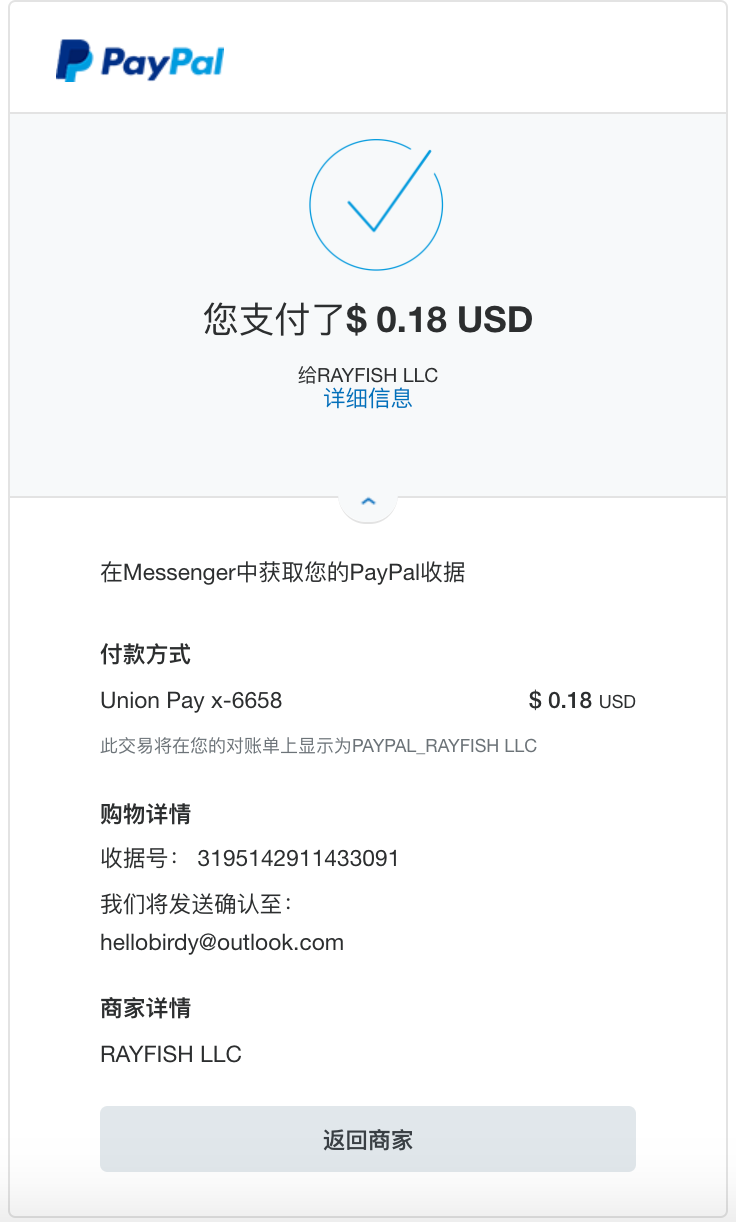 PayPal
您支付了$ 0.18 USD
给RAYFISH LLC
详细信息
在Messenger中获取您的PayPal收据
付款方式
Union Pay x-6658 $ 0.18 USD
此交易将在您的对账单上显示为PAYPAL_RAYFISH LLC
购物详情
收据号： 3195142911433091
我们将发送确认至：
hellobirdy@outlook.com
商家详情
RAYFISH LLC
返回商家